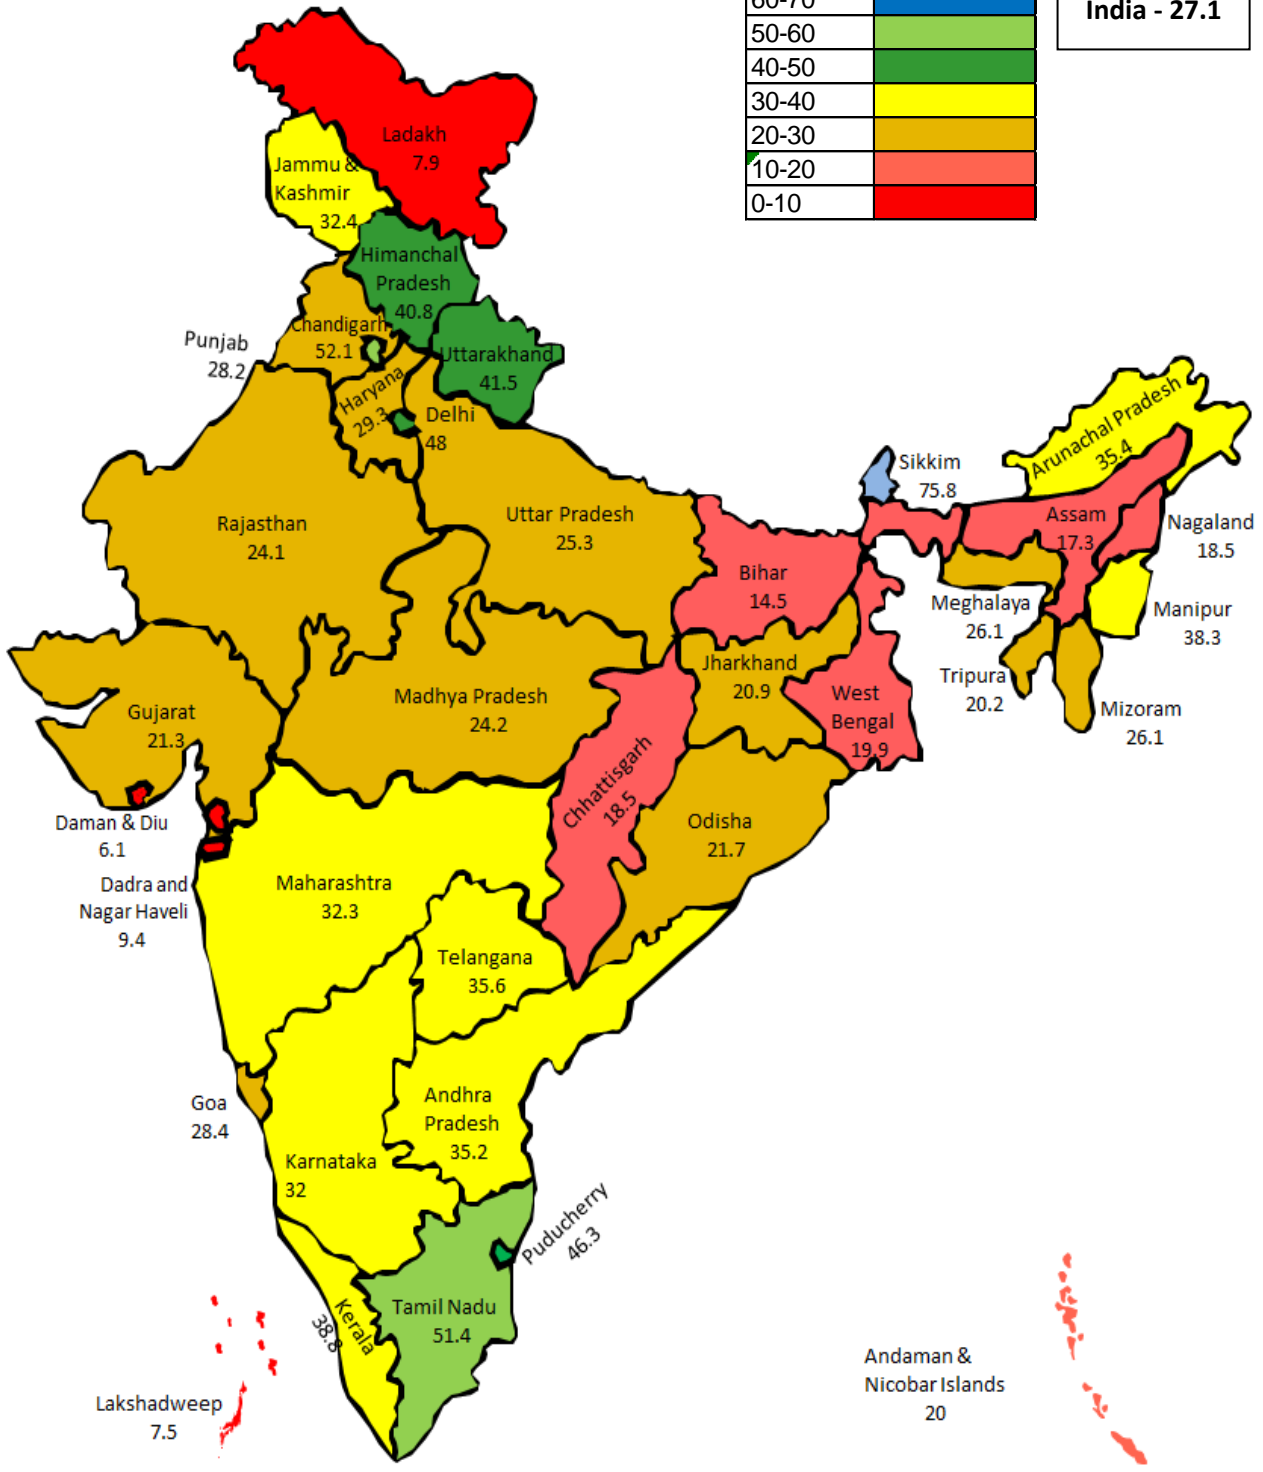 60-70
50-60
40-50
30-40
20-30
10-20
0-10
India - 27.1
Ladakh
7.9
Jammu &
Kashmir
32.4
Himanchal
Pradesh
40.8
Chandigarh
52.1
Punjab
28.2
Uttarakhand
41.5
Haryana
29.3
Delhi
48
Arunachal Pradesh
35.4
Sikkim
75.8
Rajasthan
24.1
Uttar Pradesh
25.3
Assam
17.3
Nagaland
18.5
Bihar
14.5
Meghalaya
26.1
Manipur
38.3
Jharkhand
20.9
Tripura
20.2
Mizoram
26.1
West
Bengal
19.9
Madhya Pradesh
24.2
Gujarat
21.3
Chhattisgarh
18.5
Odisha
21.7
Daman & Diu
6.1
Dadra and
Nagar Haveli
9.4
Maharashtra
32.3
Telangana
35.6
Goa
28.4
Andhra
Pradesh
35.2
Karnataka
32
Puducherry
46.3
Tamil Nadu
51.4
Kerala
38.8
Lakshadweep
7.5
Andaman &
Nicobar Islands
20